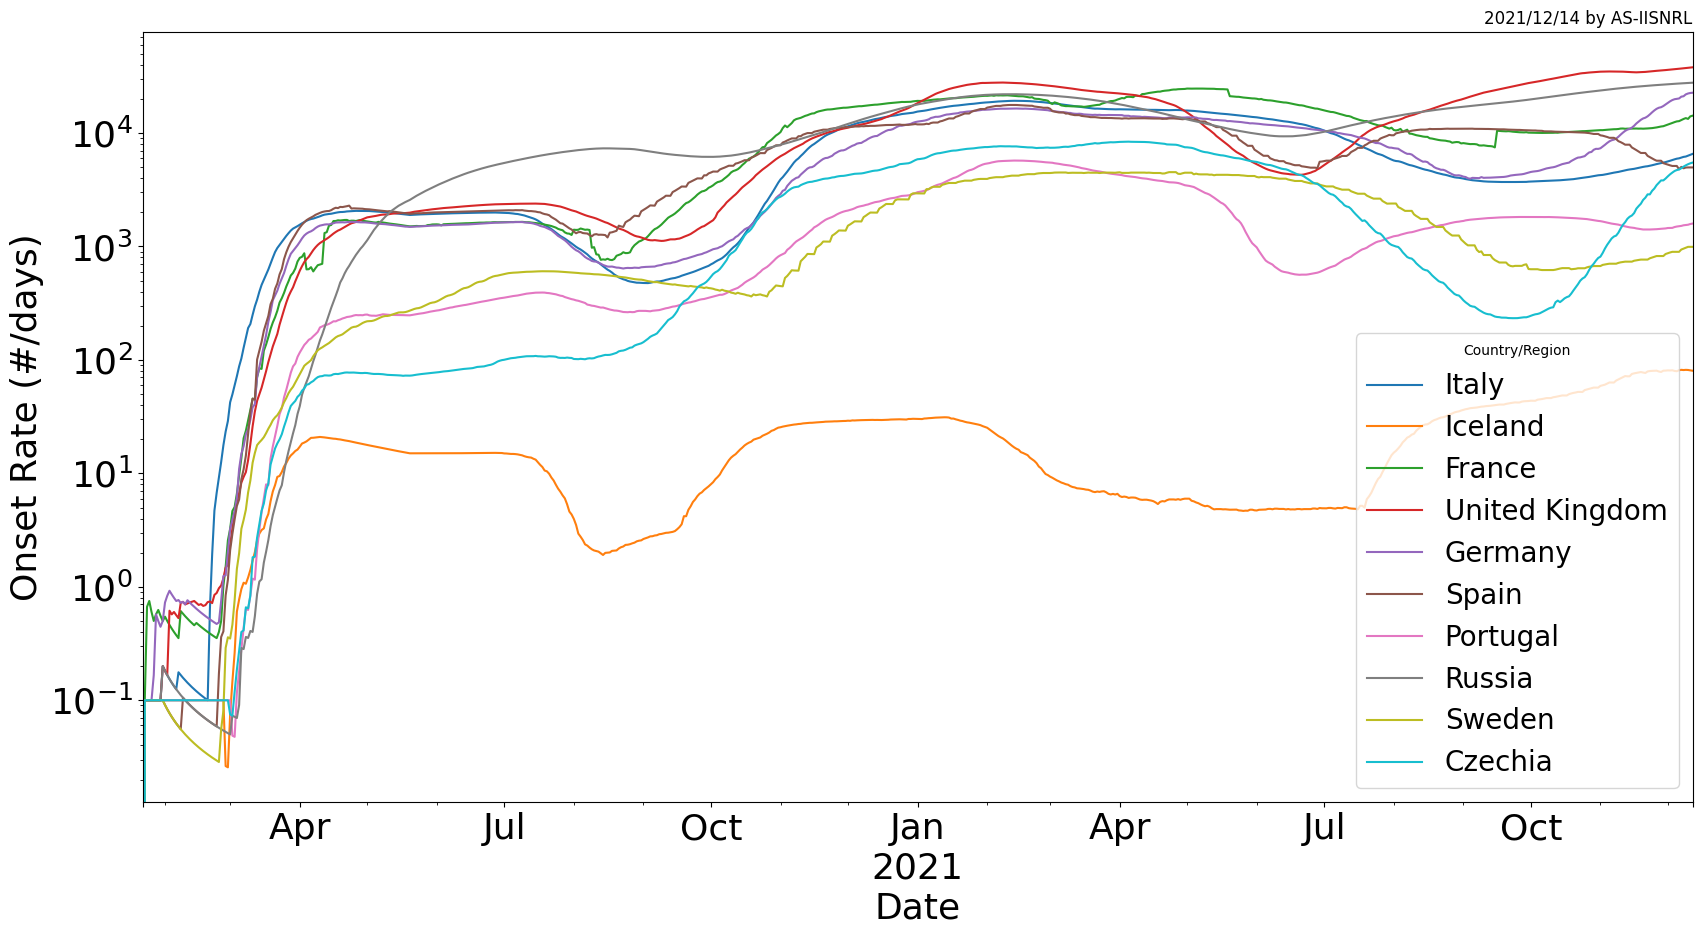 2021/12/14 by AS-IISNRL
Onset Rate (#/days)
10^4
10^3
10^2
10^1
10^0
10^−1
Country/Region
Italy
Iceland
France
United Kingdom
Germany
Spain
Portugal
Russia
Sweden
Czechia
Apr Jul Oct Jan Apr Jul Oct
2021
Date